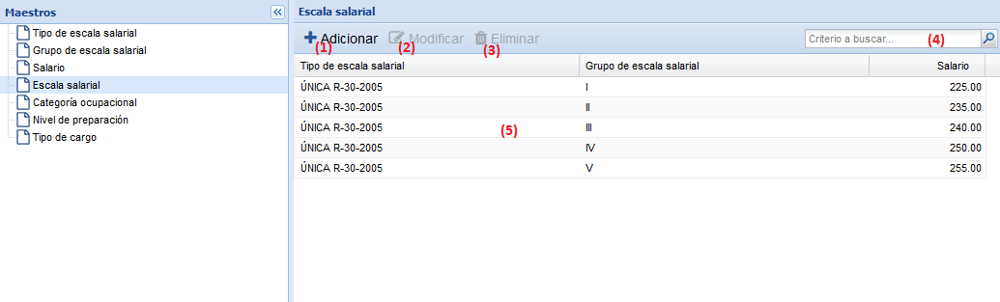 Maestros
Tipo de escala salarial
Grupo de escala salarial
Salario
Escala salarial
Categoría ocupacional
Nivel de preparación
Tipo de cargo
Escala salarial
Adicionar Modificar Eliminar Criterio a buscar...
(1) (2) (3) (4)
Tipo de escala salarial Grupo de escala salarial Salario
ÚNICA R-30-2005 I 225.00
ÚNICA R-30-2005 II 235.00
ÚNICA R-30-2005 III 240.00
(5)
ÚNICA R-30-2005 IV 250.00
ÚNICA R-30-2005 V 255.00